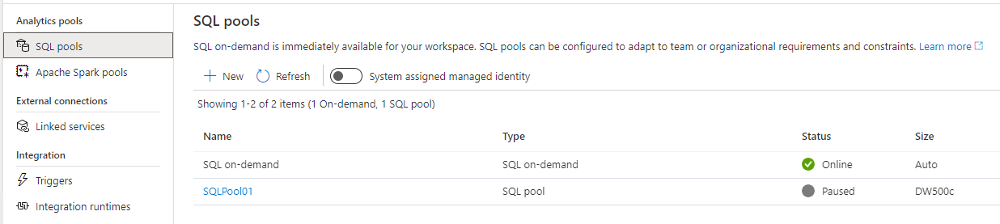 Analytics pools
SQL pools
Apache Spark pools
External connections
Linked services
Integration
Triggers
Integration runtimes
SQL pools
SQL on-demand is immediately available for your workspace. SQL pools can be configured to adapt to team or organizational requirements and constraints. Learn more
New Refresh System assigned managed identity
Showing 1-2 of 2 items (1 On-demand, 1 SQL pool)
Name Type Status Size
SQL on-demand SQL on-demand Online Auto
SQLPool01 SQL pool Paused DW500c